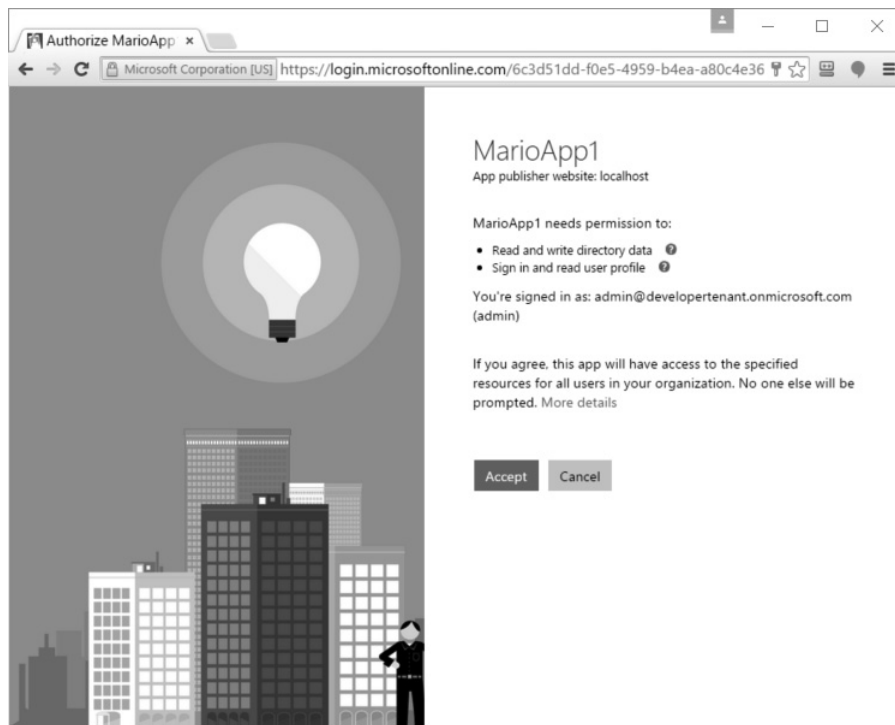 Authorize MarioApp
Microsoft Corporation [US] https://login.microsoftonline.com/6c3d51dd-f0e5-4959-b4ea-a80c4e36
MarioApp1
App publisher website: localhost
MarioApp1 needs permission to:
• Read and write directory data
• Sign in and read user profile
You're signed in as: admin@developertenant.onmicrosoft.com
(admin)
If you agree, this app will have access to the specified
resources for all users in your organization. No one else will be
prompted. More details
Accept Cancel